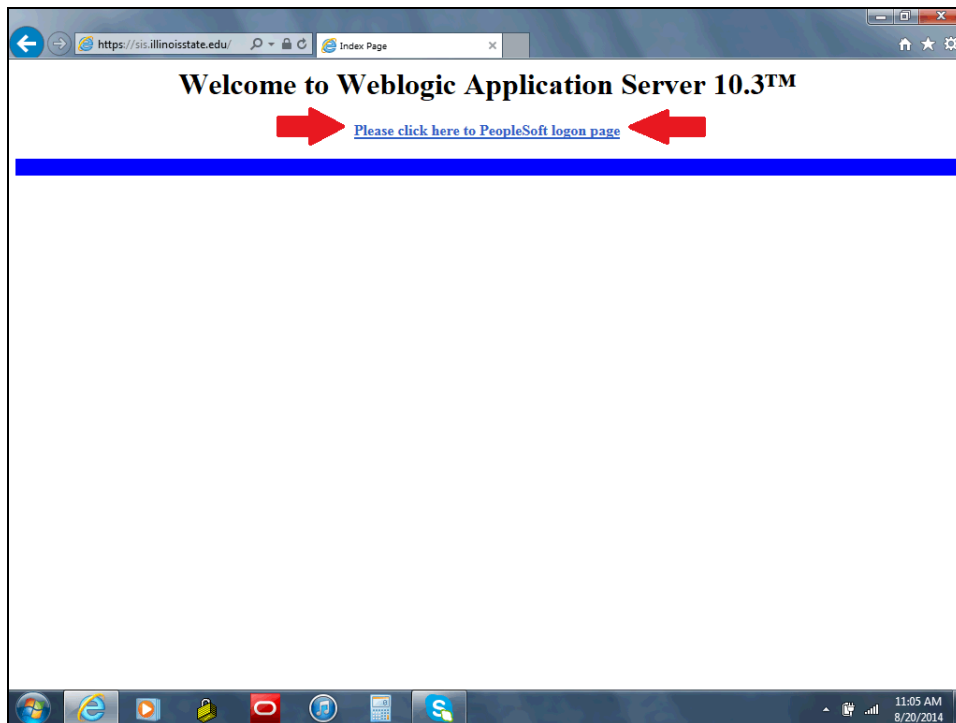 https://sis.illinoisstate.edu/
Index Page
Welcome to Weblogic Application Server 10.3™
Please click here to PeopleSoft logon page
11:05 AM
8/20/2014